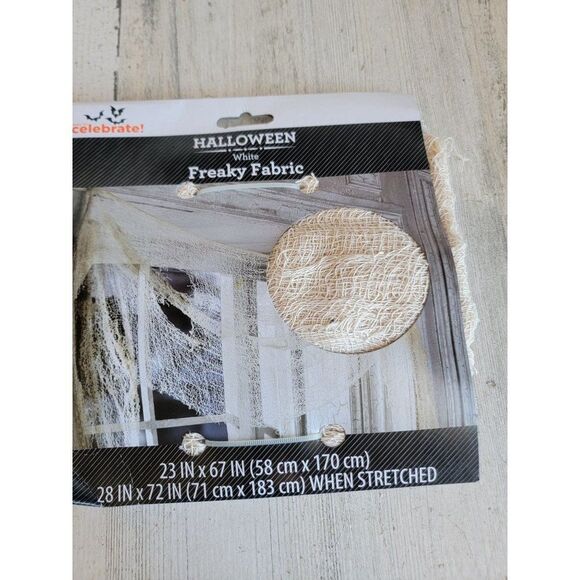 celebrate!
HALLOWEEN
White
Freaky Fabric
23 IN x 67 IN (58 cm x 170 cm)
28 IN x 72 IN (71 cm x 183 cm) WHEN STRETCHED